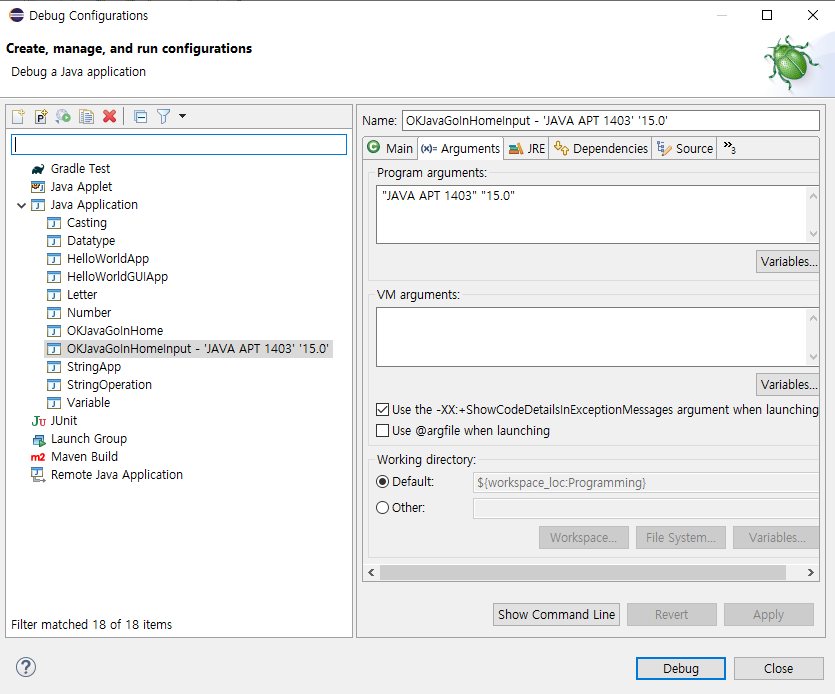 Debug Configurations
Create, manage, and run configurations
Debug a Java application
Name: OKJavaGoInHomeInput - 'JAVA APT 1403' '15.0'
Main (x)= Arguments JRE Dependencies Source »3
Gradle Test
Java Applet
Java Application
Casting
Datatype
HelloWorldApp
HelloWorldGUIApp
Letter
Number
OKJavaGoInHome
OKJavaGoInHomeInput - 'JAVA APT 1403' '15.0'
StringApp
StringOperation
Variable
Ju JUnit
Launch Group
m2 Maven Build
Remote Java Application
Filter matched 18 of 18 items
Program arguments:
"JAVA APT 1403" "15.0"
Variables...
VM arguments:
Variables...
Use the -XX:+ShowCodeDetailsInExceptionMessages argument when launching
Use @argfile when launching
Working directory:
Default: ${workspace_loc:Programming}
Other:
Workspace... File System... Variables...
Show Command Line Revert Apply
Debug Close